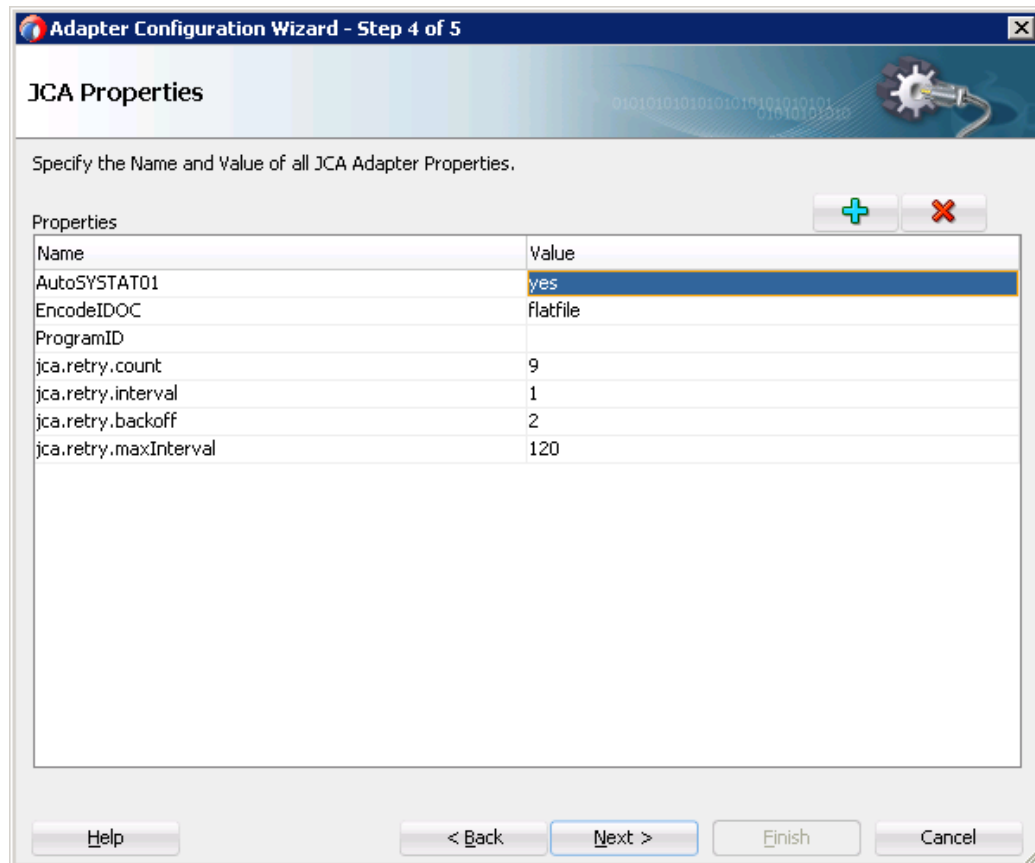 Adapter Configuration Wizard - Step 4 of 5
JCA Properties
Specify the Name and Value of all JCA Adapter Properties.
Properties
Name Value
AutoSYSTAT01 yes
EncodeIDOC flatfile
ProgramID
jca.retry.count 9
jca.retry.interval 1
jca.retry.backoff 2
jca.retry.maxInterval 120
Help < Back Next > Finish Cancel